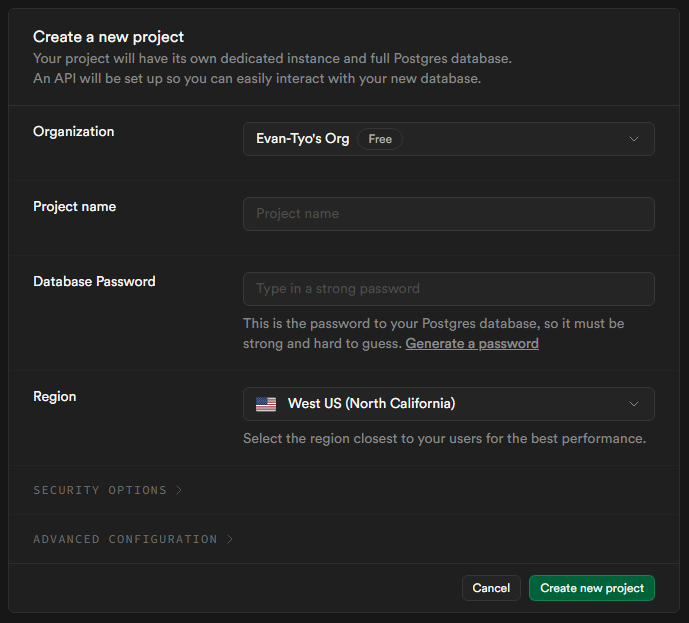 Create a new project
Your project will have its own dedicated instance and full Postgres database.
An API will be set up so you can easily interact with your new database.
Organization
Evan-Tyo's Org Free
Project name
Project name
Database Password
Type in a strong password
This is the password to your Postgres database, so it must be
strong and hard to guess. Generate a password
Region
West US (North California)
Select the region closest to your users for the best performance.
SECURITY OPTIONS
ADVANCED CONFIGURATION
Cancel Create new project